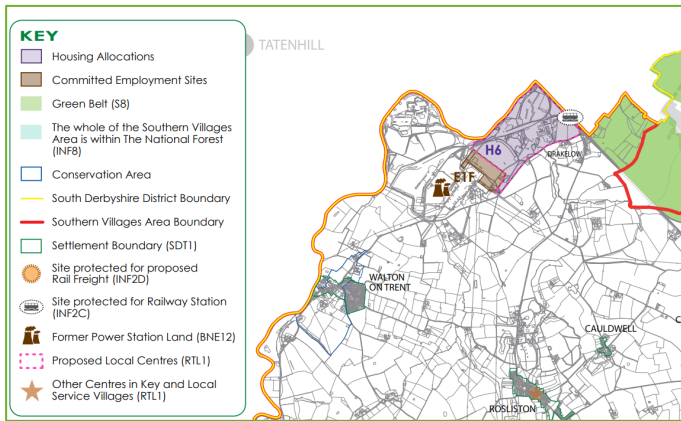 KEY
Housing Allocations
Committed Employment Sites
Green Belt (S8)
The whole of the Southern Villages
Area is within The National Forest
(INF8)
Conservation Area
South Derbyshire District Boundary
Southern Villages Area Boundary
Settlement Boundary (SDT1)
Site protected for proposed
Rail Freight (INF2D)
Site protected for Railway Station
(INF2C)
Former Power Station Land (BNE12)
Proposed Local Centres (RTL1)
Other Centres in Key and Local
Service Villages (RTL1)
TATENHILL
H6
DRAKELOW
E1F
WALTON
ON TRENT
CAULDWELL
C
ROSLISTON